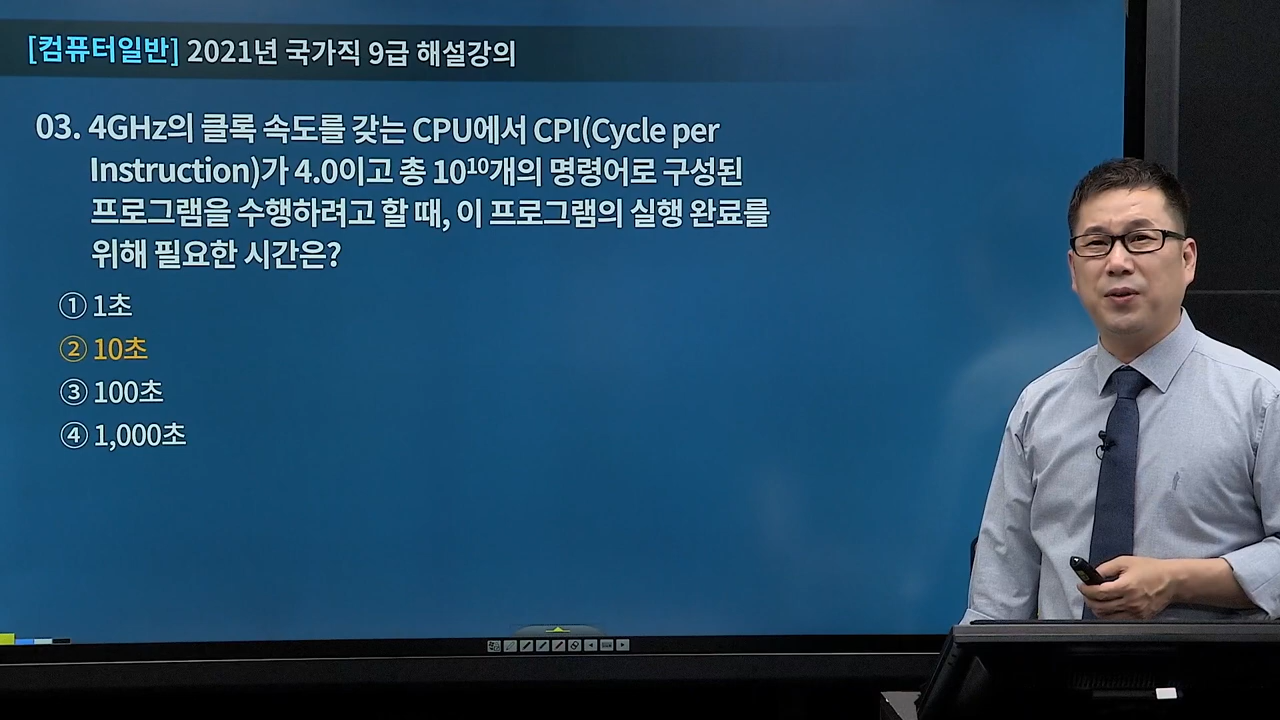 [컴퓨터일반] 2021년 국가직 9급 해설강의
03. 4GHz의 클록 속도를 갖는 CPU에서 CPI(Cycle per
Instruction)가 4.0이고 총 10¹⁰개의 명령어로 구성된
프로그램을 수행하려고 할 때, 이 프로그램의 실행 완료를
위해 필요한 시간은?
① 1초
② 10초
③ 100초
④ 1,000초